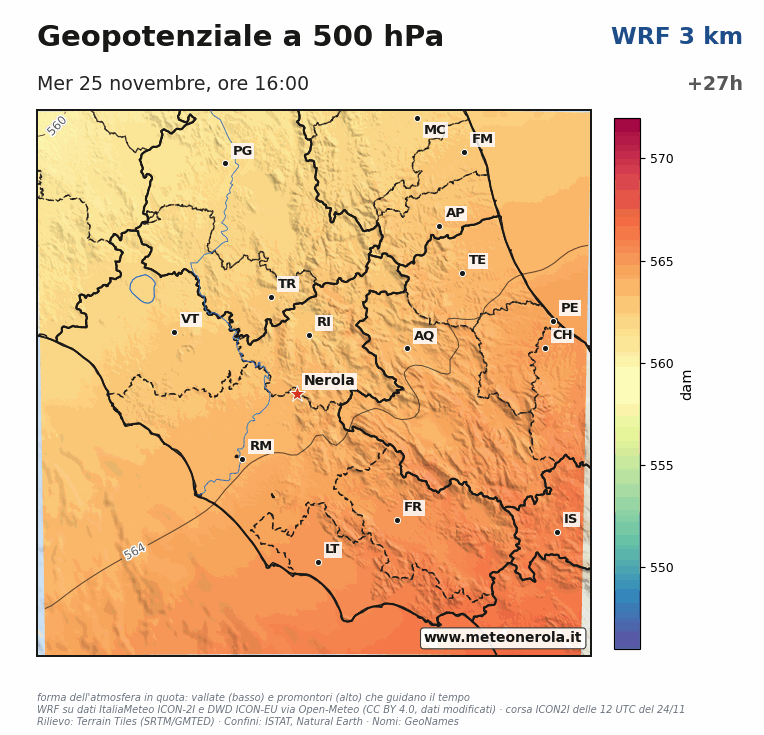 Geopotenziale a 500 hPa
WRF 3 km
Mer 25 novembre, ore 16:00
+27h
560
MC
FM
PG
570
AP
565
TE
TR
PE
VT
RI
AQ
CH
560
Nerola
dam
RM
555
FR
IS
564
LT
550
www.meteonerola.it
forma dell'atmosfera in quota: vallate (basso) e promontori (alto) che guidano il tempo
WRF su dati ItaliaMeteo ICON-2I e DWD ICON-EU via Open-Meteo (CC BY 4.0, dati modificati) · corsa ICON2I delle 12 UTC del 24/11
Rilievo: Terrain Tiles (SRTM/GMTED) · Confini: ISTAT, Natural Earth · Nomi: GeoNames